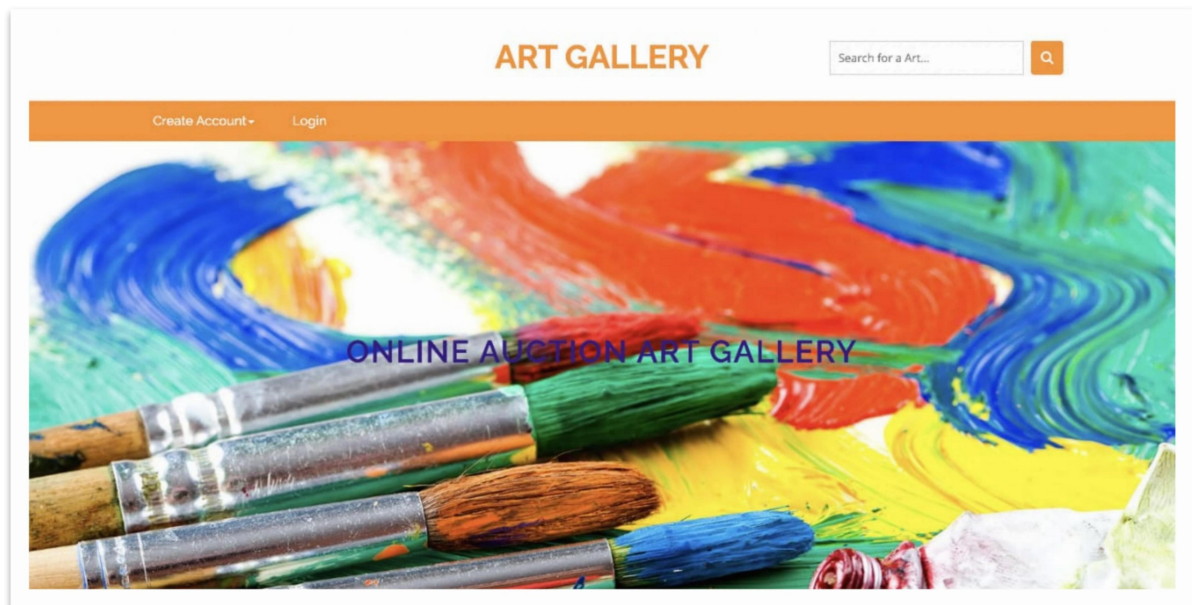 ART GALLERY
Search for a Art...
Create Account
Login
ONLINE AUCTION ART GALLERY